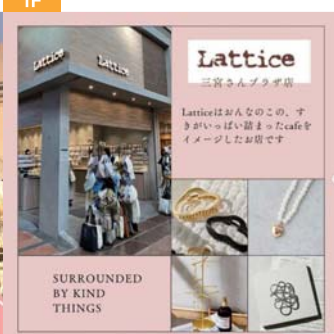 1F
Lattice
Lattice
Lattice
三宮さんプラザ店
Latticeはおんなのこの、す
きがいっぱい詰まったcafeを
イメージしたお店です
SURROUNDED
BY KIND
THINGS